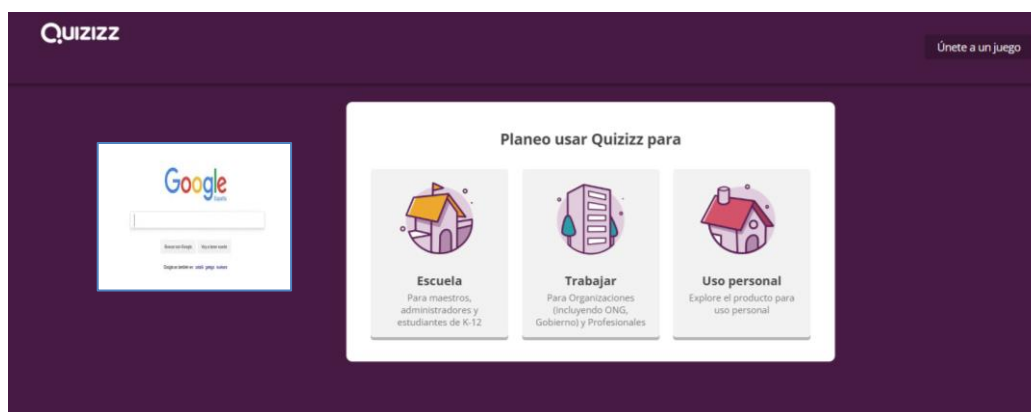 Quizizz
Únete a un juego
Planeo usar Quizizz para
Google
Escuela
Para maestros,
administradores y
estudiantes de K-12
Trabajar
Para Organizaciones
(incluyendo ONG,
Gobierno) y Profesionales
Uso personal
Explore el producto para
uso personal